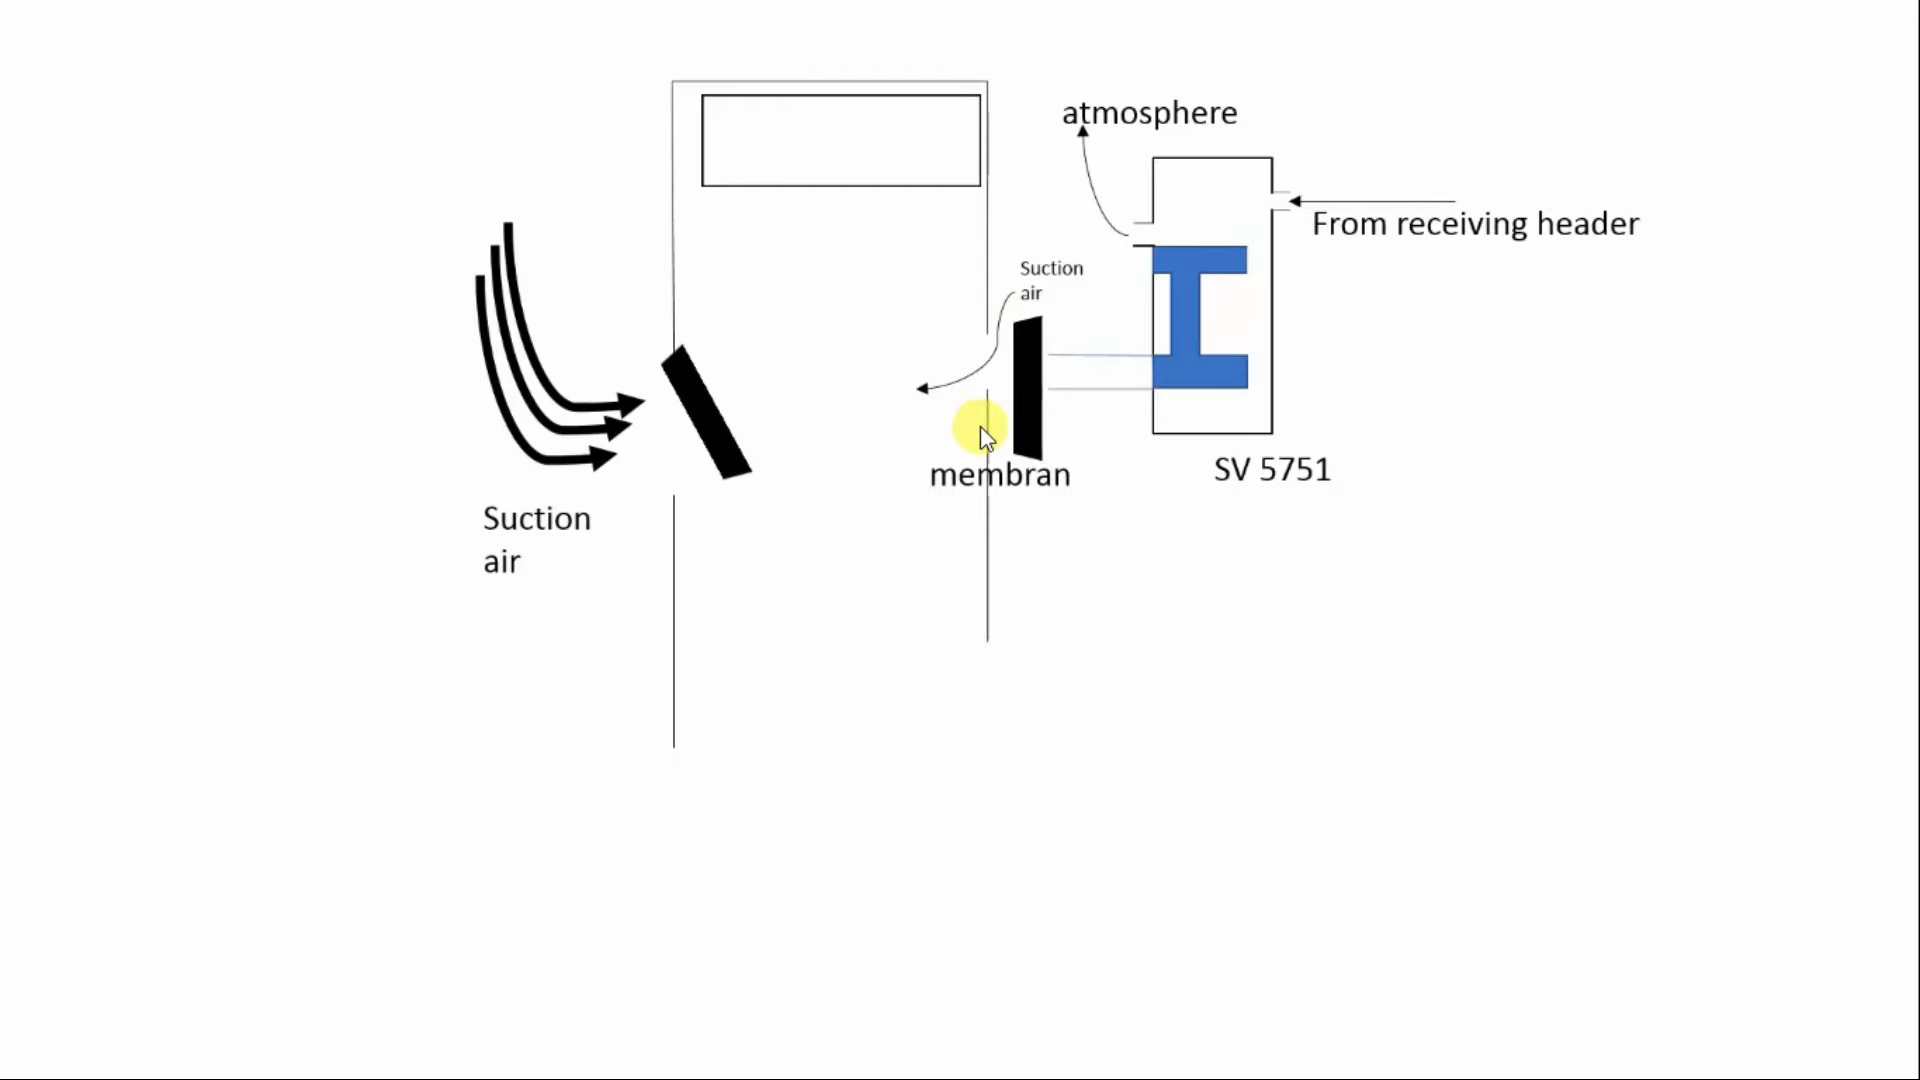 atmosphere
From receiving header
Suction
air
membran
SV 5751
Suction
air